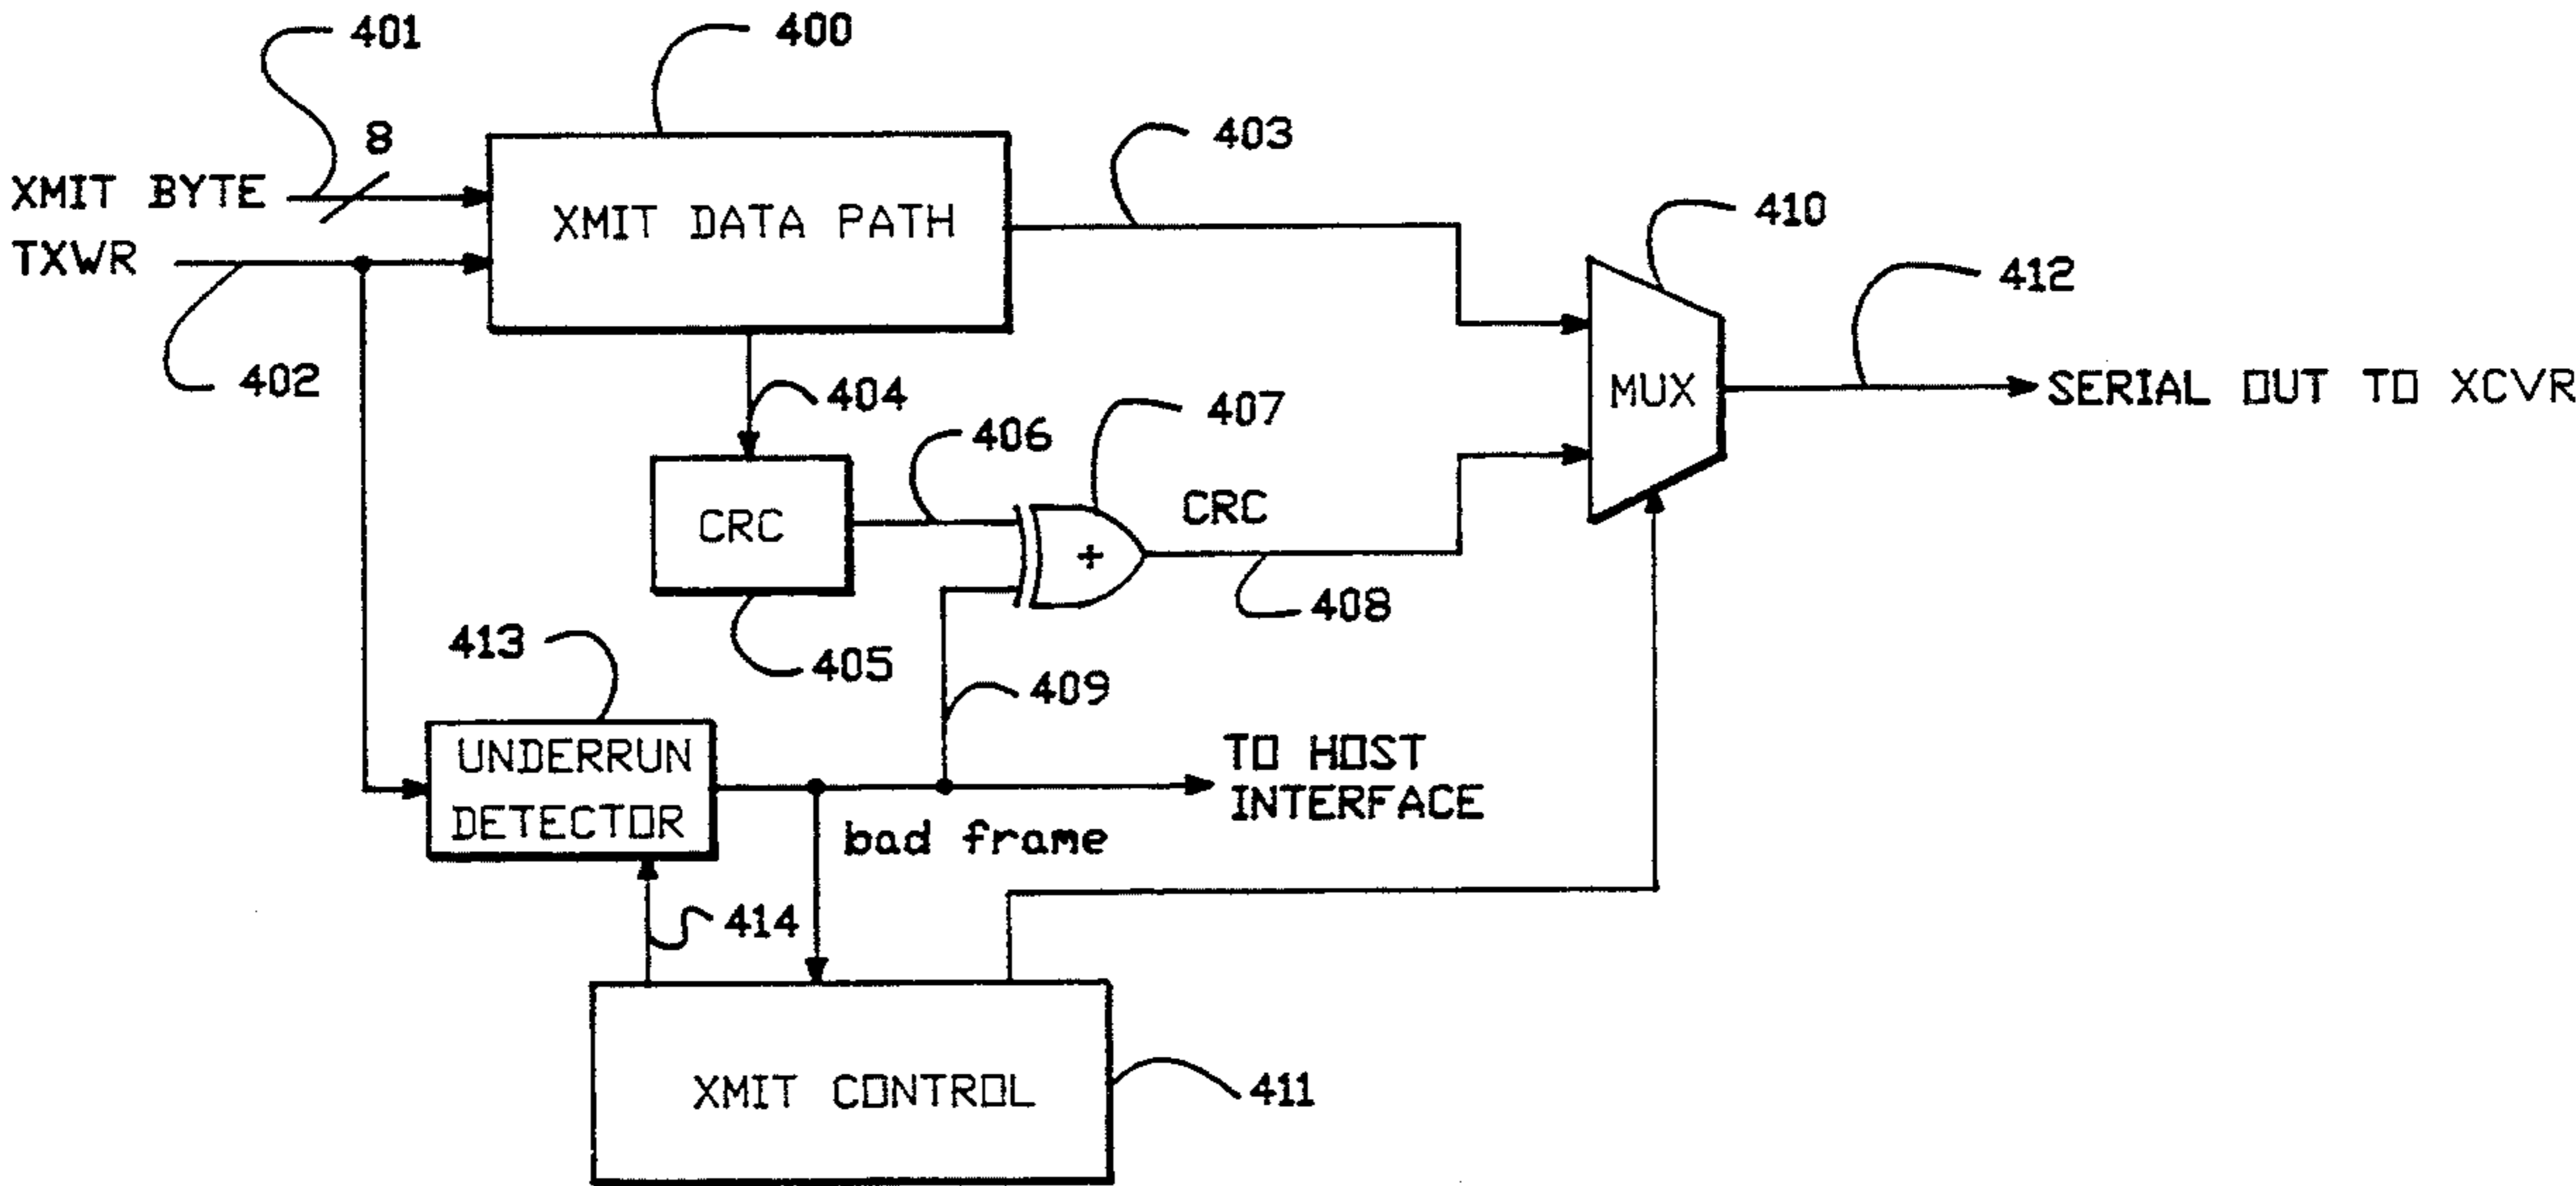 401
400
8
403
XMIT BYTE
XMIT DATA PATH
410
TXWR
412
402
404
MUX
SERIAL OUT TO XCVR
406
407
CRC
CRC
408
413
405
409
UNDERRUN
DETECTOR
TO HOST
INTERFACE
bad frame
414
XMIT CONTROL
411